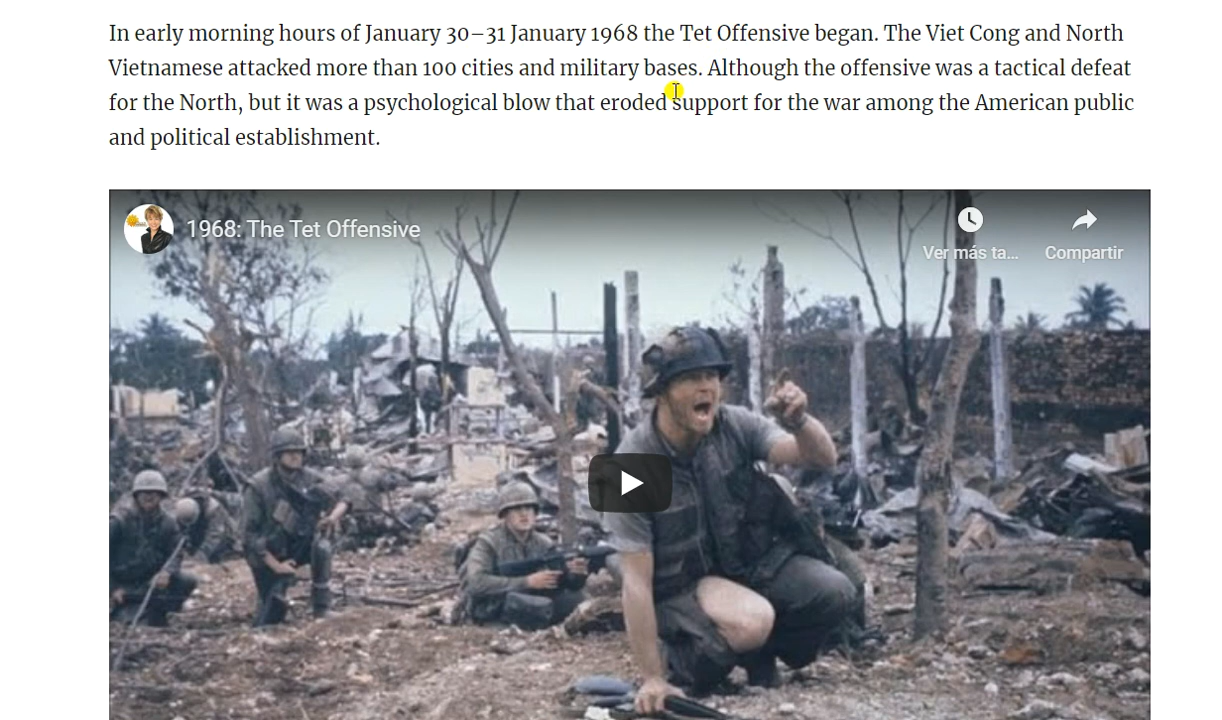 In early morning hours of January 30–31 January 1968 the Tet Offensive began. The Viet Cong and North
Vietnamese attacked more than 100 cities and military bases. Although the offensive was a tactical defeat
for the North, but it was a psychological blow that eroded support for the war among the American public
and political establishment.
1968: The Tet Offensive
Ver más ta...
Compartir